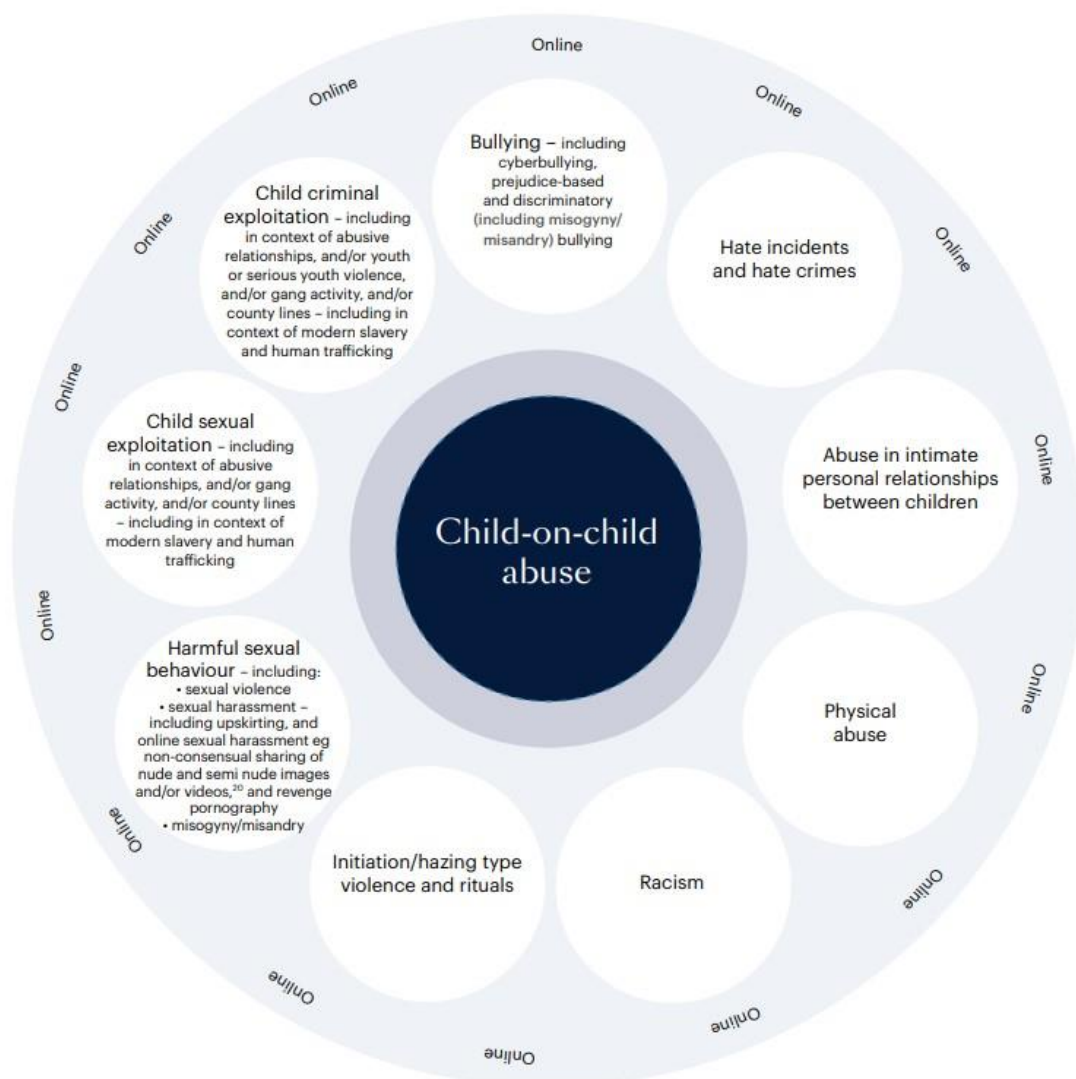 Online
Online
Online
Online
Online
Online
Online
Online
Online
Online
Online
Online
Online
Online
Bullying – including
cyberbullying,
prejudice-based
and discriminatory
(including misogyny/
misandry) bullying
Hate incidents
and hate crimes
Abuse in intimate
personal relationships
between children
Physical
abuse
Racism
Initiation/hazing type
violence and rituals
Harmful sexual
behaviour – including:
• sexual violence
• sexual harassment –
including upskirting, and
online sexual harassment eg
non-consensual sharing of
nude and semi nude images
and/or videos,²⁰ and revenge
pornography
• misogyny/misandry
Child sexual
exploitation – including
in context of abusive
relationships, and/or gang
activity, and/or county lines
– including in context of
modern slavery and human
trafficking
Child criminal
exploitation – including
in context of abusive
relationships, and/or youth
or serious youth violence,
and/or gang activity, and/or
county lines – including in
context of modern slavery
and human trafficking
Child-on-child
abuse